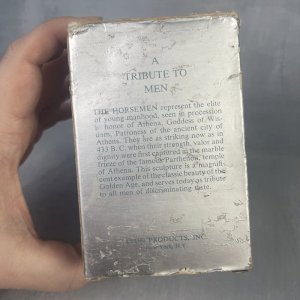 A
TRIBUTE TO
MEN
THE HORSEMEN represent the elite
of young manhood, seen in procession
in honor of Athena, Goddess of Wis-
dom, Patroness of the ancient city of
Athens. They are as striking now as in
433 B.C. when their strength, valor and
dignity were first captured in the marble
frieze of the famous Parthenon, temple
of Athena. This sculpture is a magnifi-
cent example of the classic beauty of the
Golden Age, and serves today as tribute
to all men of discriminating taste.
PRODUCTS, INC.
N.Y.